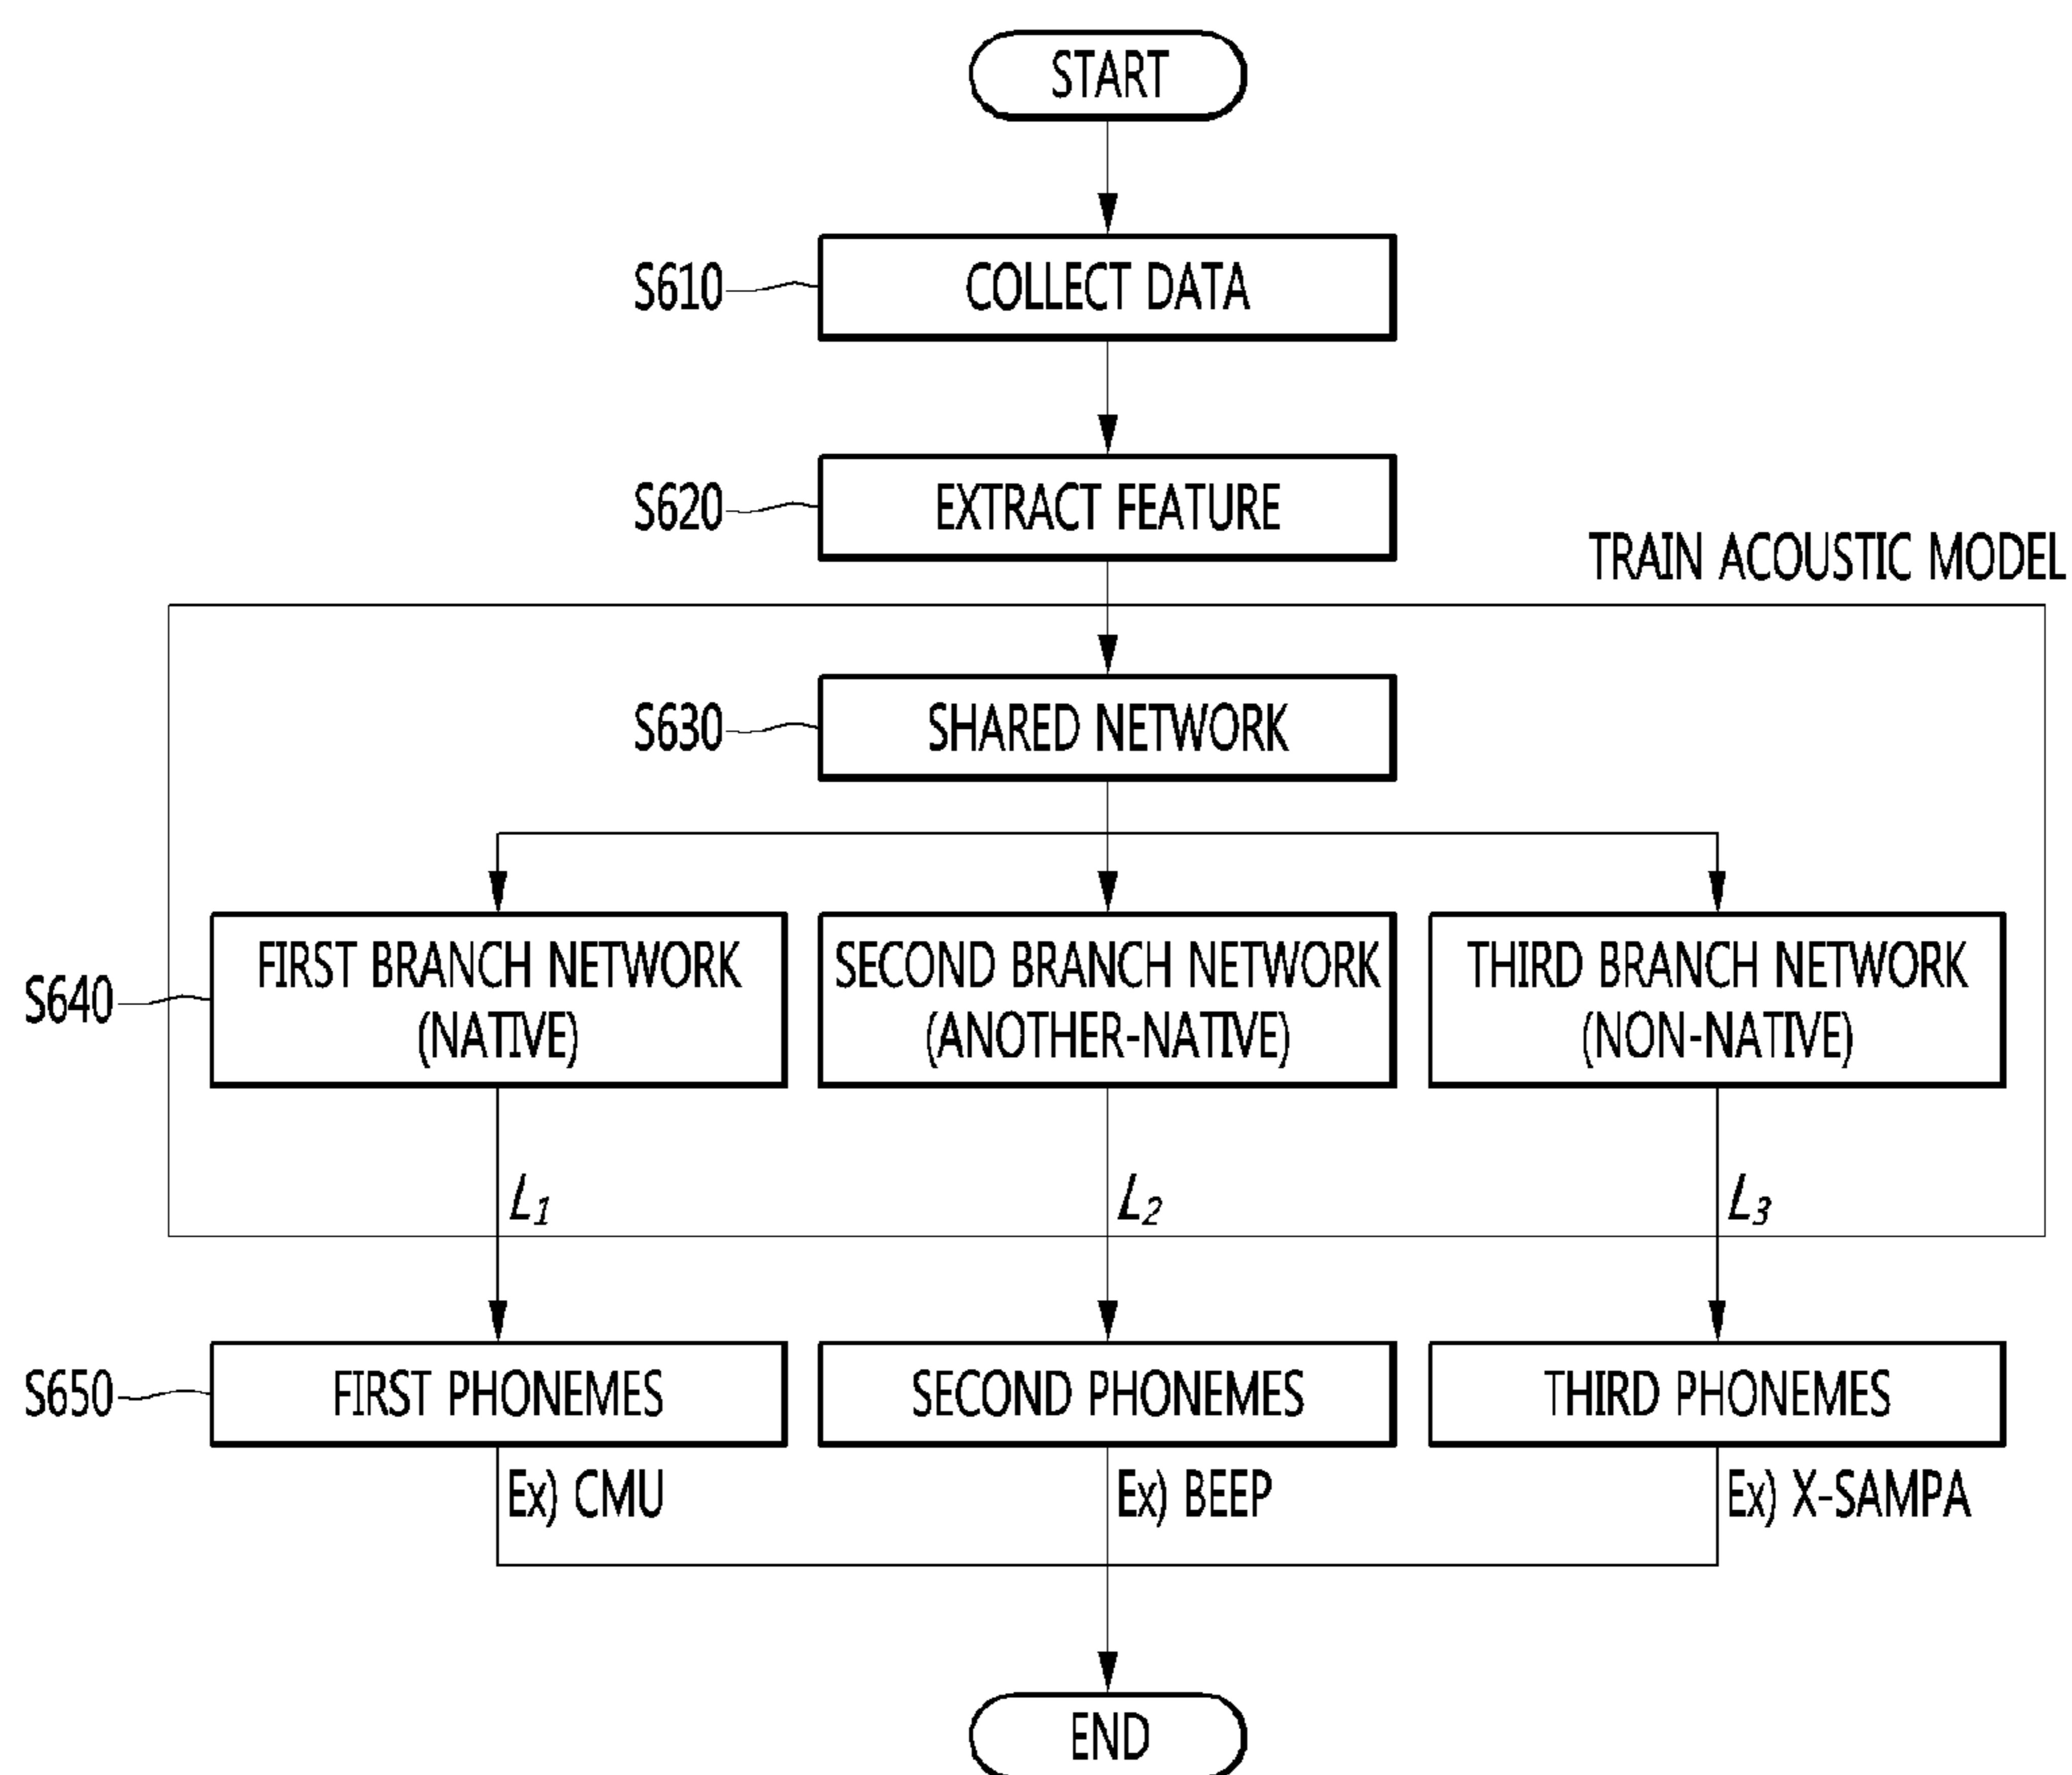 START
S610
COLLECT DATA
S620
EXTRACT FEATURE
TRAIN ACOUSTIC MODEL
S630
SHARED NETWORK
S640
FIRST BRANCH NETWORK
(NATIVE)
SECOND BRANCH NETWORK
(ANOTHER-NATIVE)
THIRD BRANCH NETWORK
(NON-NATIVE)
L1
L2
L3
S650
FIRST PHONEMES
SECOND PHONEMES
THIRD PHONEMES
Ex) CMU
Ex) BEEP
Ex) X-SAMPA
END